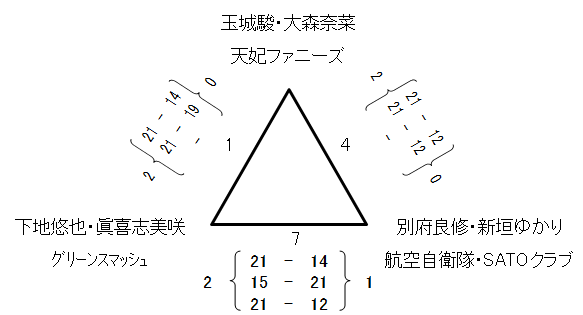 玉城駿・大森奈菜
天妃ファニーズ
0
21 - 14
21 - 19
-
2
1
2
21 - 12
21 - 12
-
0
4
下地悠也・眞喜志美咲
グリーンスマッシュ
別府良修・新垣ゆかり
航空自衛隊・SATOクラブ
7
2
21 - 14
15 - 21
21 - 12
1